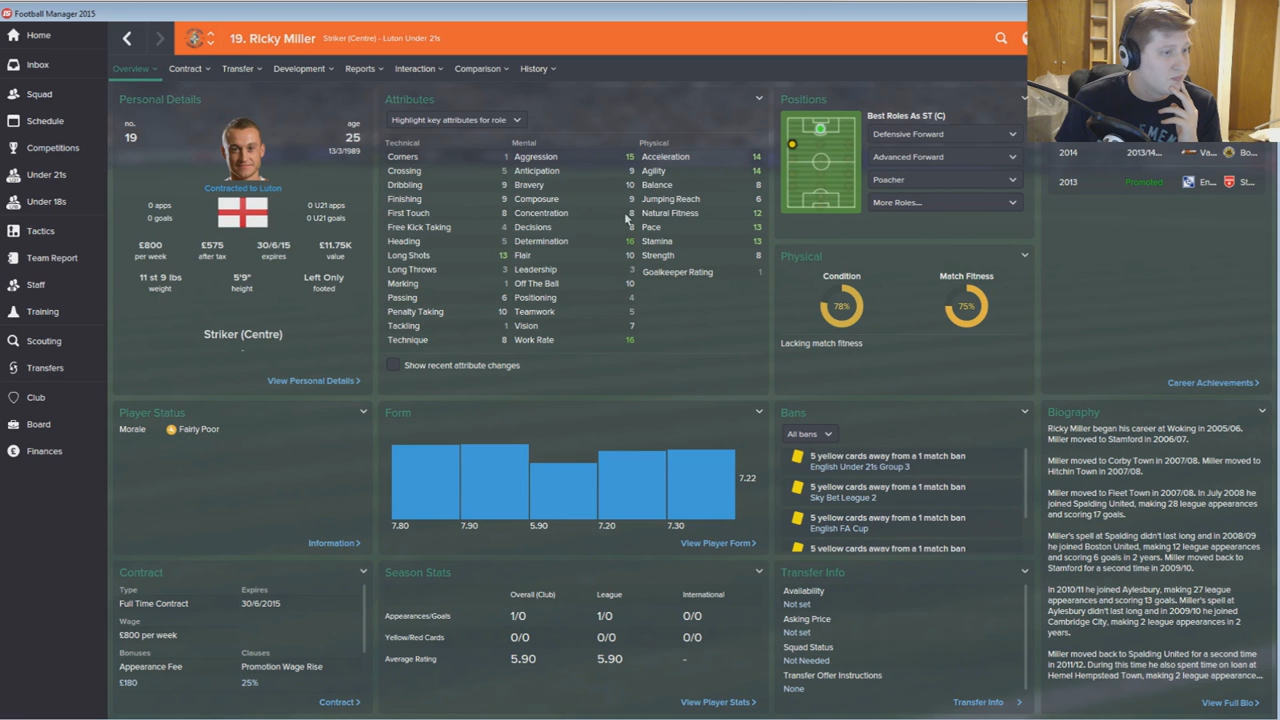 Football Manager 2015
Home
Inbox
Squad
Schedule
Competitions
Under 21s
Under 18s
Tactics
Team Report
Staff
Training
Scouting
Transfers
Club
Board
Finances
19. Ricky Miller Striker (Centre) - Luton Under 21s
Overview Contract Transfer Development Reports Interaction Comparison History
Personal Details
no.
19
age
25
13/3/1989
Contracted to Luton
0 apps
0 goals
0 U21 apps
0 U21 goals
£800 £575 30/6/15 £11.75K
per week after tax expires value
11 st 9 lbs 5'9" Left Only
weight height footed
Striker (Centre)
-
View Personal Details >
Attributes
Highlight key attributes for role
Technical Mental Physical
Corners 1 Aggression 15 Acceleration 14
Crossing 5 Anticipation 9 Agility 14
Dribbling 9 Bravery 10 Balance 8
Finishing 9 Composure 9 Jumping Reach 6
First Touch 8 Concentration 8 Natural Fitness 12
Free Kick Taking 4 Decisions 8 Pace 13
Heading 5 Determination 16 Stamina 13
Long Shots 13 Flair 10 Strength 8
Long Throws 3 Leadership 3 Goalkeeper Rating 1
Marking 1 Off The Ball 10
Passing 6 Positioning 4
Penalty Taking 10 Teamwork 5
Tackling 1 Vision 7
Technique 8 Work Rate 16
Show recent attribute changes
Positions
Best Roles As ST (C)
Defensive Forward
Advanced Forward
Poacher
More Roles...
Physical
Condition Match Fitness
78% 75%
Lacking match fitness
2014 2013/14... Va... Bo...
2013 Promoted En... St...
Career Achievements >
Player Status
Morale Fairly Poor
Information >
Form
7.22
7.80 7.90 5.90 7.20 7.30
View Player Form >
Bans
All bans
5 yellow cards away from a 1 match ban
English Under 21s Group 3
5 yellow cards away from a 1 match ban
Sky Bet League 2
5 yellow cards away from a 1 match ban
English FA Cup
5 yellow cards away from a 1 match ban
Biography
Ricky Miller began his career at Woking in 2005/06.
Miller moved to Stamford in 2006/07.
Miller moved to Corby Town in 2007/08. Miller moved to
Hitchin Town in 2007/08.
Miller moved to Fleet Town in 2007/08. In July 2008 he
joined Spalding United, making 28 league appearances
and scoring 17 goals.
Miller's spell at Spalding didn't last long and in 2008/09
he joined Boston United, making 12 league appearances
and scoring 6 goals in 2 years. Miller moved back to
Stamford for a second time in 2009/10.
In 2010/11 he joined Aylesbury, making 27 league
appearances and scoring 13 goals. Miller's spell at
Aylesbury didn't last long and in 2009/10 he joined
Cambridge City, making 2 league appearances in 2
years.
Miller moved back to Spalding United for a second time
in 2011/12. During this time he also spent time on loan at
Hemel Hempstead Town, making 2 league appearance...
View Full Bio >
Contract
Type Expires
Full Time Contract 30/6/2015
Wage
£800 per week
Bonuses Clauses
Appearance Fee Promotion Wage Rise
£180 25%
Contract >
Season Stats
Overall (Club) League International
Appearances/Goals 1/0 1/0 0/0
Yellow/Red Cards 0/0 0/0 0/0
Average Rating 5.90 5.90 -
View Player Stats >
Transfer Info
Availability
Not set
Asking Price
Not set
Squad Status
Not Needed
Transfer Offer Instructions
None
Transfer Info >